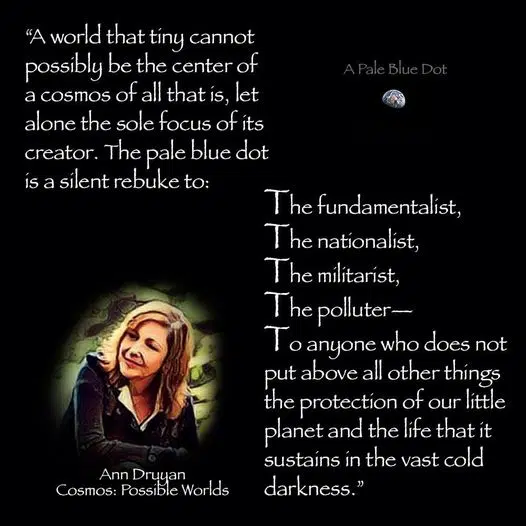 “A world that tiny cannot
possibly be the center of
a cosmos of all that is, let
alone the sole focus of its
creator. The pale blue dot
is a silent rebuke to:
A Pale Blue Dot
The fundamentalist,
The nationalist,
The militarist,
The polluter—
To anyone who does not
put above all other things
the protection of our little
planet and the life that it
sustains in the vast cold
darkness.”
Ann Druyan
Cosmos: Possible Worlds